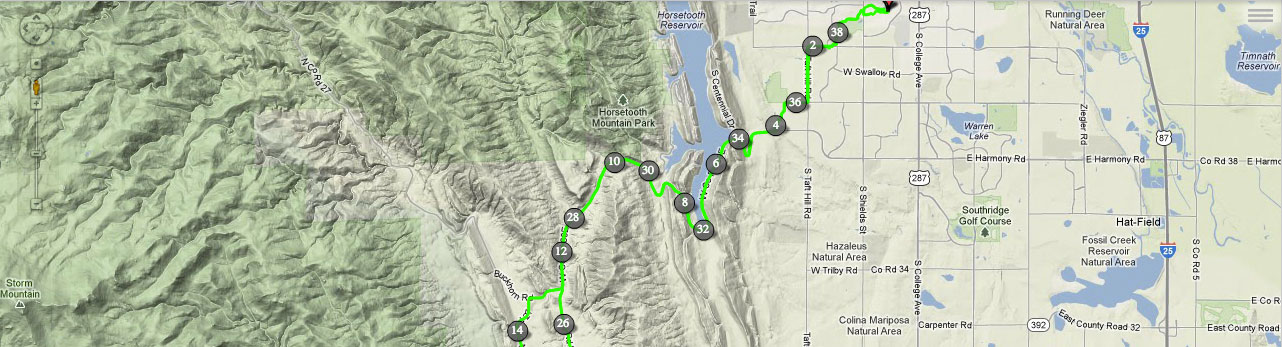 Horsetooth
Reservoir
Trail
38
2
287
S College Ave
Running Deer
Natural Area
25
Timnath
Reservoir
N CR Rd 27
W Swallow Rd
S Centennial Dr
36
Horsetooth
Mountain Park
4
34
Warren
Lake
Ziegler Rd
87
10
30
6
E Harmony Rd
E Harmony Rd
Co Rd 38
E Harmony
287
S Taft Hill Rd
S Shields St
8
28
32
Southridge
Golf Course
Hat-Field
12
Hazaleus
Natural Area
W Trilby Rd
Co Rd 34
Fossil Creek
Reservoir
Natural Area
25
S Co Rd 5
Buckhorn Rd
S College Ave
Storm
Mountain
14
26
Colina Mariposa
Natural Area
Carpenter Rd
392
East County Road 32
E Co R
East County Road
Taft